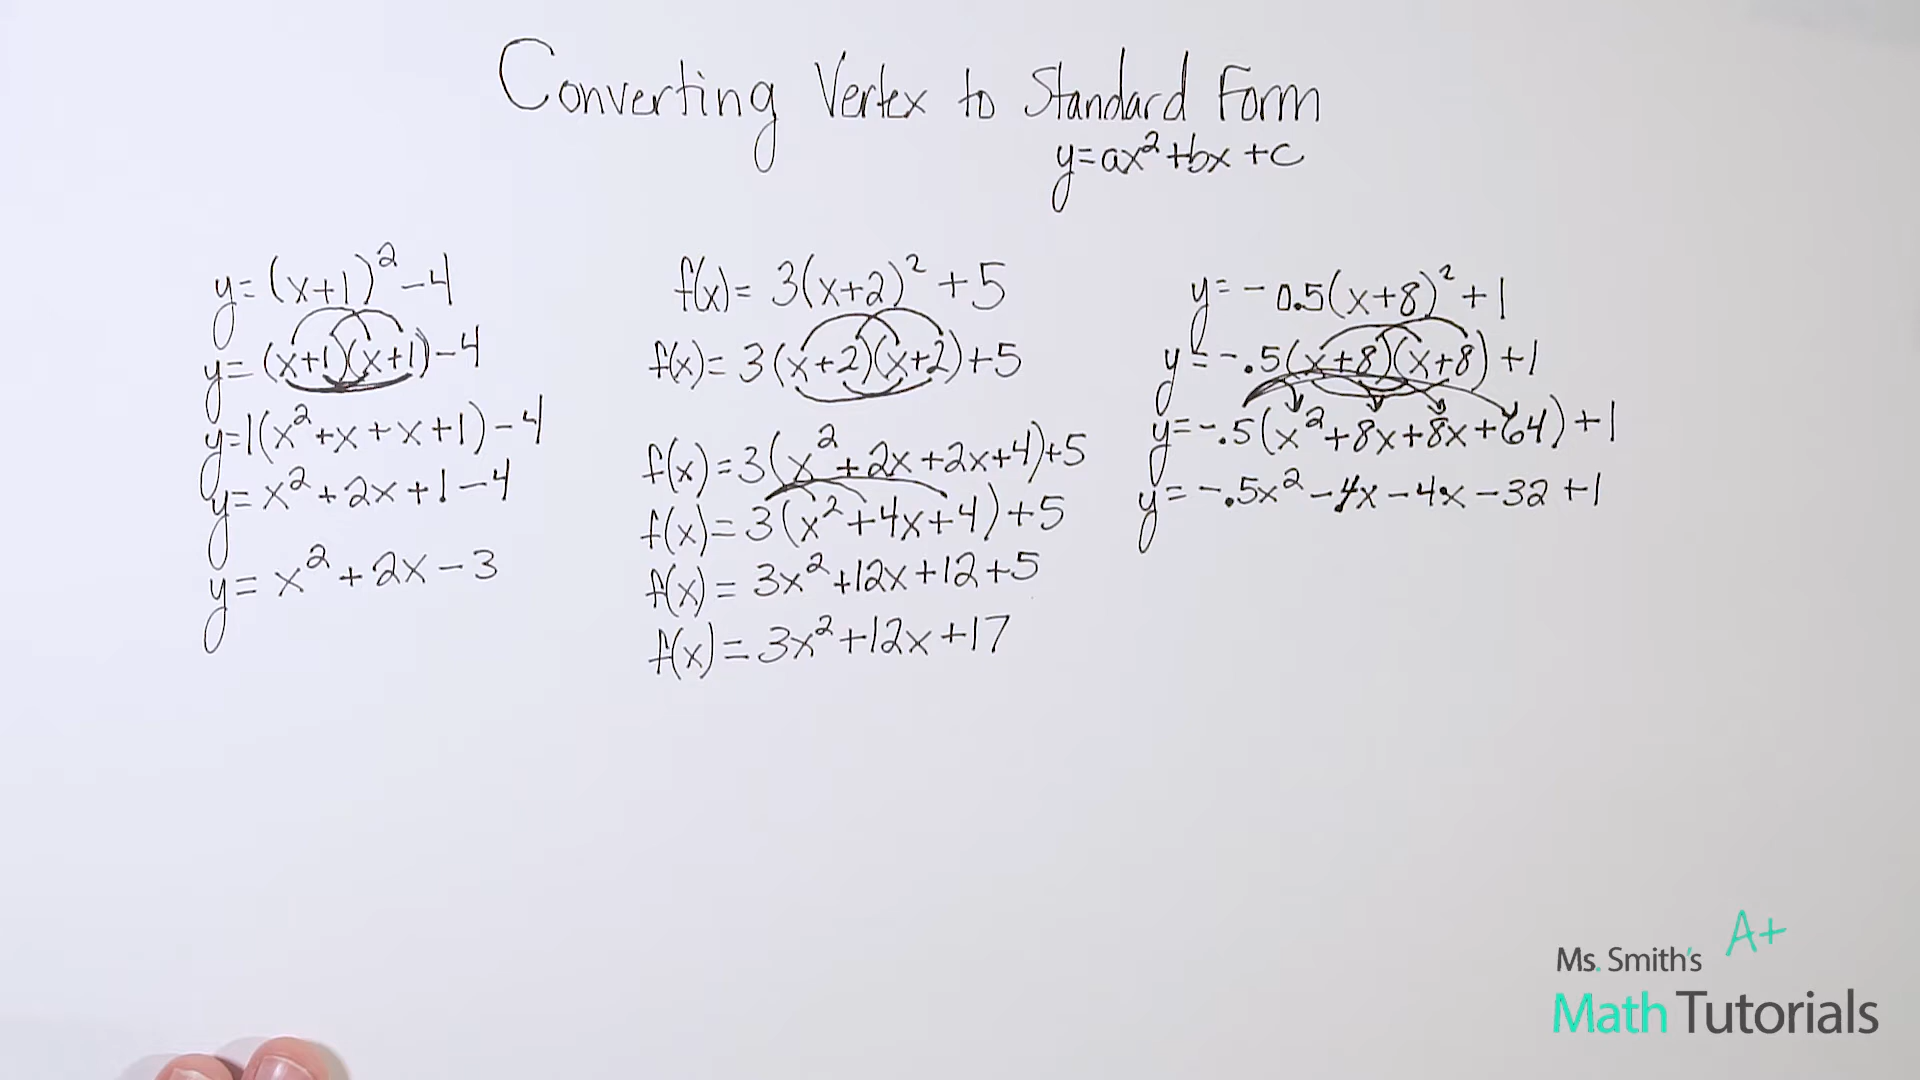 Converting Vertex to Standard Form
y=ax²+bx+c
y=(x+1)²-4
y=(x+1)(x+1)-4
y=1(x²+x+x+1)-4
y=x²+2x+1-4
y=x²+2x-3
f(x)=3(x+2)²+5
f(x)=3(x+2)(x+2)+5
f(x)=3(x²+2x+2x+4)+5
f(x)=3(x²+4x+4)+5
f(x)=3x²+12x+12+5
f(x)=3x²+12x+17
y=-0.5(x+8)²+1
y=-.5(x+8)(x+8)+1
y=-.5(x²+8x+8x+64)+1
y=-.5x²-4x-4x-32+1
A+
Ms. Smith's
Math Tutorials